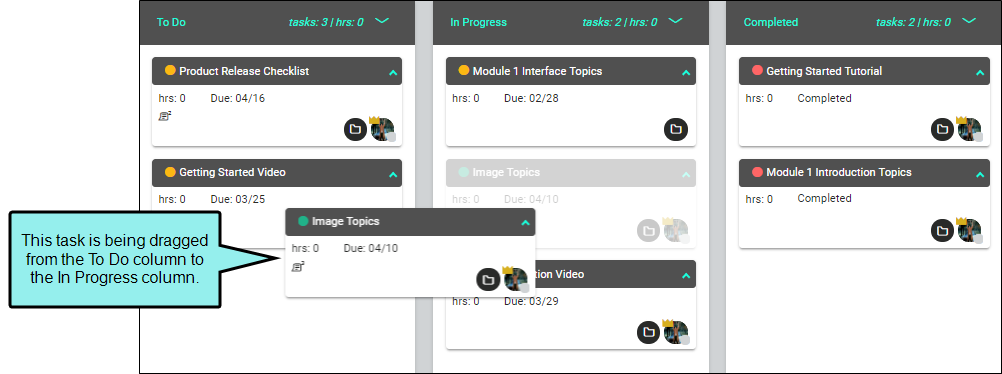 To Do
tasks: 3 | hrs: 0
Product Release Checklist
hrs: 0 Due: 04/16
2
Getting Started Video
hrs: 0 Due: 03/25
This task is being dragged
from the To Do column to
the In Progress column.
Image Topics
hrs: 0 Due: 04/10
2
In Progress
tasks: 2 | hrs: 0
Module 1 Interface Topics
hrs: 0 Due: 02/28
Image Topics
hrs: 0 Due: 04/10
tion Video
hrs: 0 Due: 03/29
Completed
tasks: 2 | hrs: 0
Getting Started Tutorial
hrs: 0 Completed
Module 1 Introduction Topics
hrs: 0 Completed